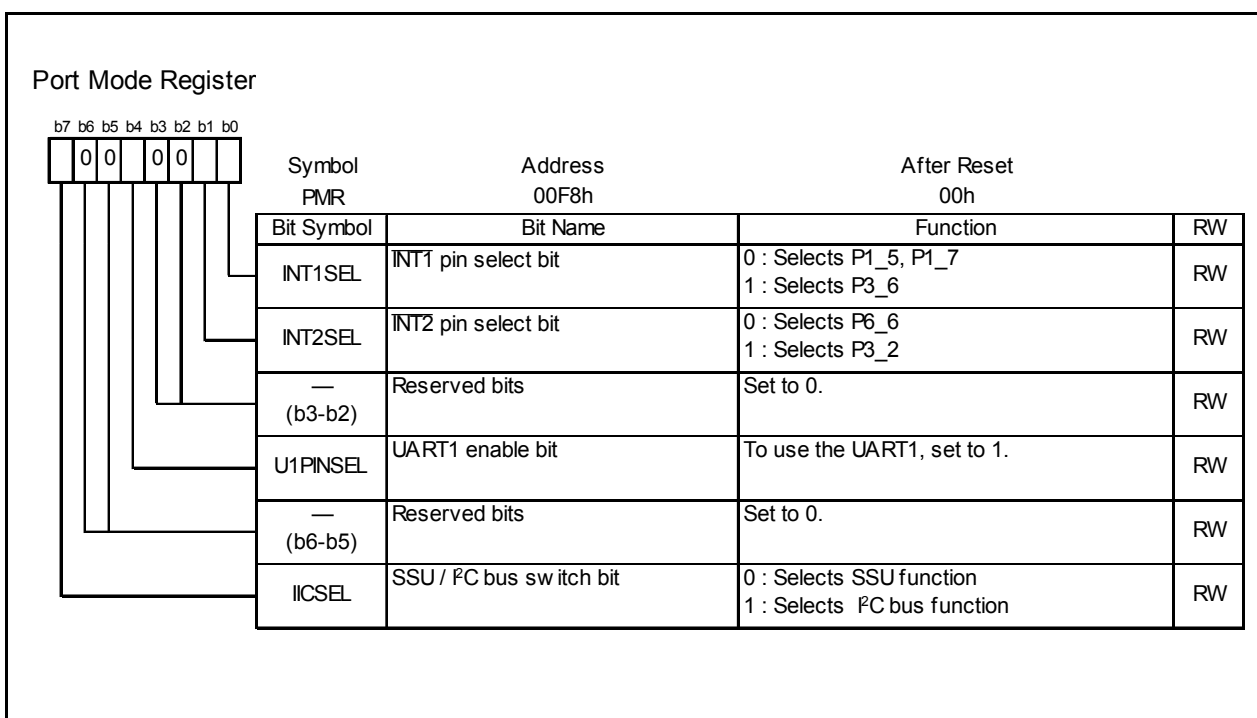 Port Mode Register
b7 b6 b5 b4 b3 b2 b1 b0
0 0 0 0
Symbol Address After Reset
PMR 00F8h 00h
Bit Symbol Bit Name Function RW
INT1SEL INT1 pin select bit 0 : Selects P1_5, P1_7
1 : Selects P3_6 RW
INT2SEL INT2 pin select bit 0 : Selects P6_6
1 : Selects P3_2 RW
— Reserved bits Set to 0.
(b3-b2) RW
U1PINSEL UART1 enable bit To use the UART1, set to 1. RW
— Reserved bits Set to 0.
(b6-b5) RW
IICSEL SSU / I²C bus switch bit 0 : Selects SSU function
1 : Selects I²C bus function RW